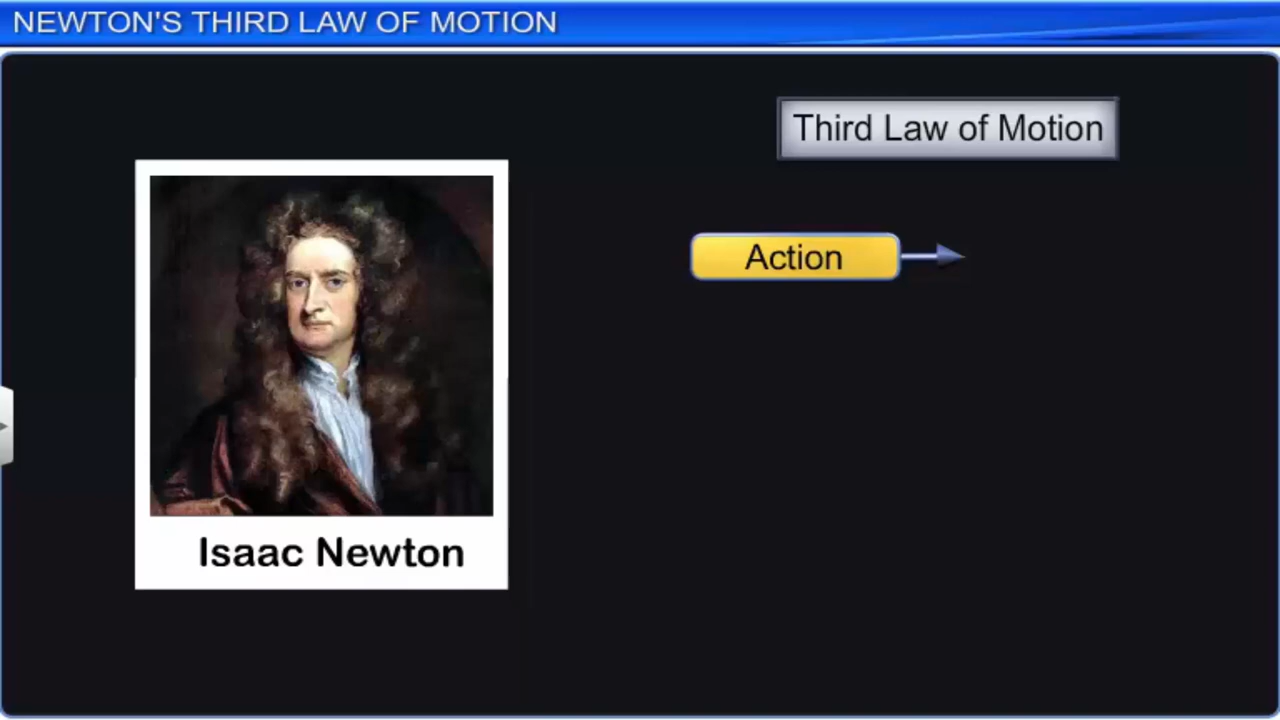 NEWTON'S THIRD LAW OF MOTION
Third Law of Motion
Action
Isaac Newton